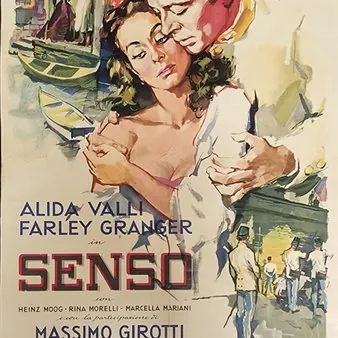 ALIDA VALLI
FARLEY GRANGER
in
SENSO
con
HEINZ MOOG - RINA MORELLI - MARCELLA MARIANI
e con la partecipazione di
MASSIMO GIROTTI